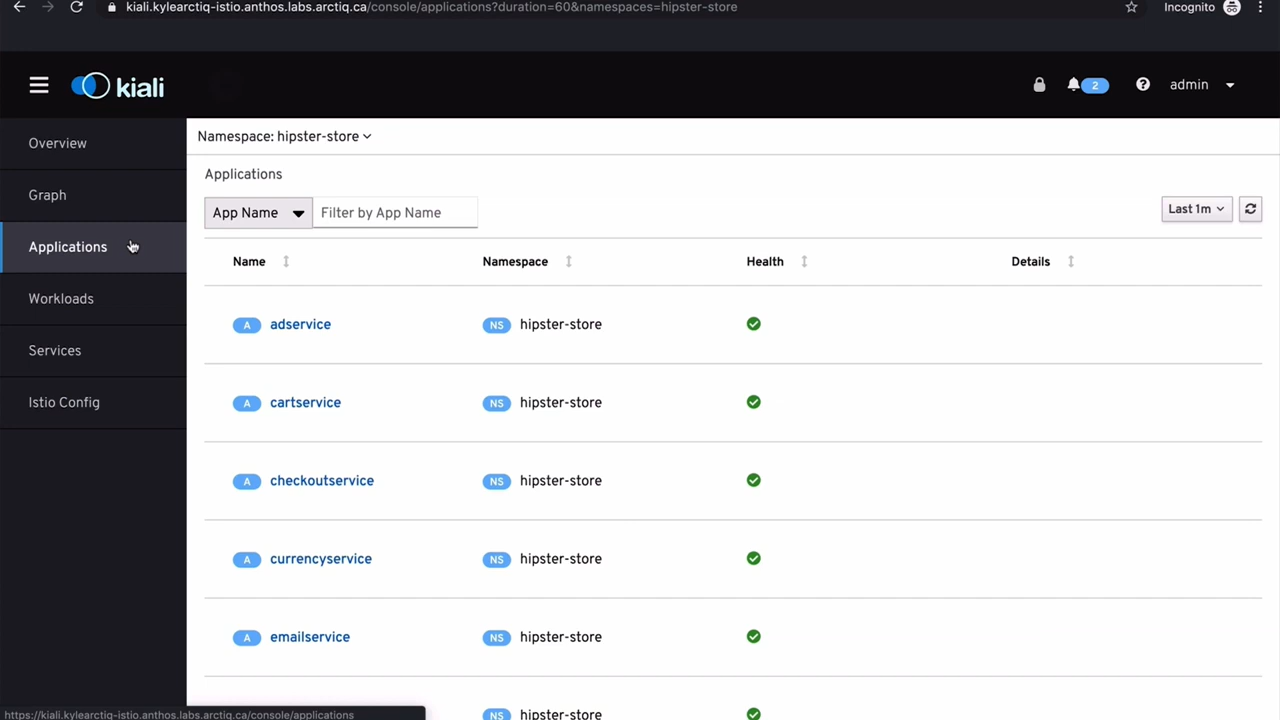 kiali.kylearctiq-istio.anthos.labs.arctiq.ca/console/applications?duration=60&namespaces=hipster-store
Incognito
kiali
2
admin
Overview
Graph
Applications
Workloads
Services
Istio Config
Namespace: hipster-store
Applications
App Name
Filter by App Name
Last 1m
Name
Namespace
Health
Details
A adservice NS hipster-store
A cartservice NS hipster-store
A checkoutservice NS hipster-store
A currencyservice NS hipster-store
A emailservice NS hipster-store
NS hipster-store
https://kiali.kylearctiq-istio.anthos.labs.arctiq.ca/console/applications